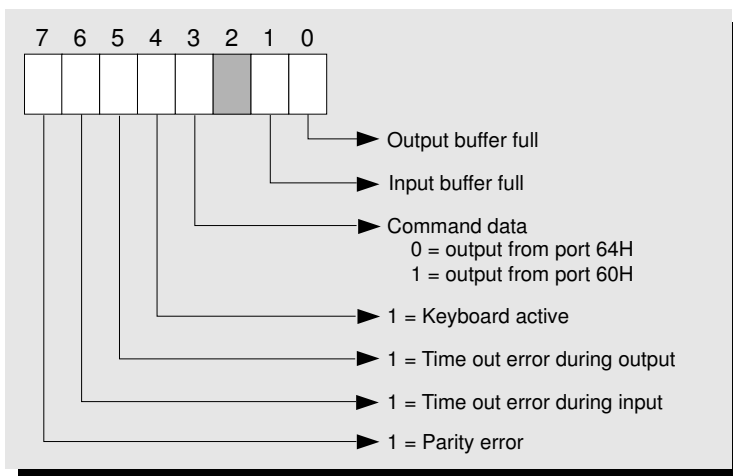 7 6 5 4 3 2 1 0
Output buffer full
Input buffer full
Command data
0 = output from port 64H
1 = output from port 60H
1 = Keyboard active
1 = Time out error during output
1 = Time out error during input
1 = Parity error